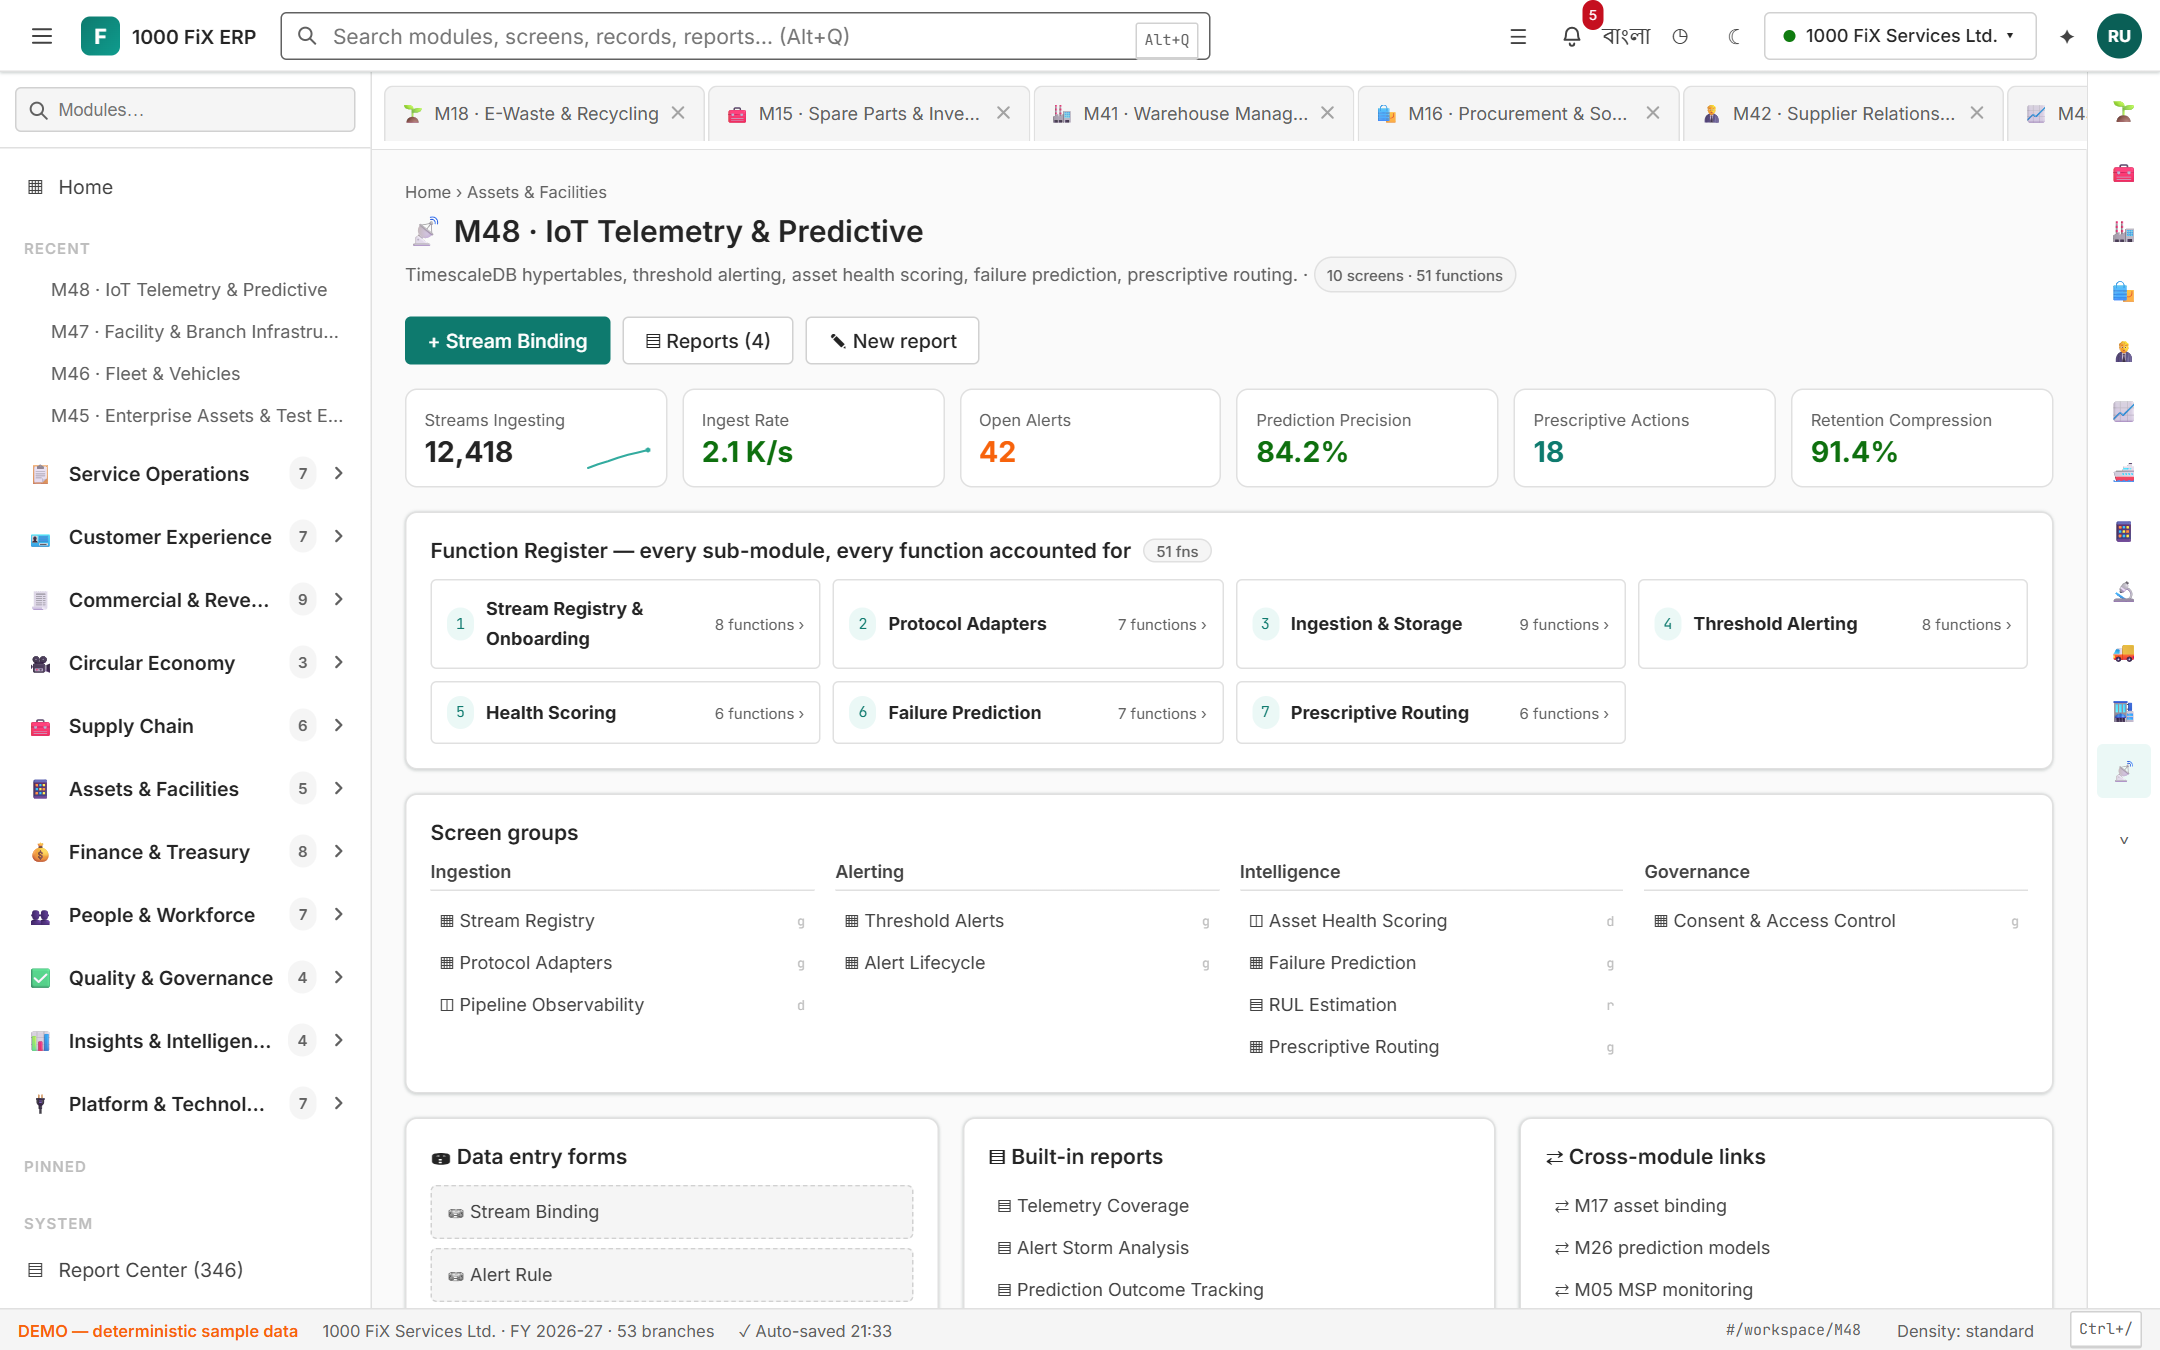 F 1000 FiX ERP
Search modules, screens, records, reports... (Alt+Q)
Alt+Q
5
বাংলা
1000 FiX Services Ltd.
RU
Modules...
Home
RECENT
M48 · IoT Telemetry & Predictive
M47 · Facility & Branch Infrastru...
M46 · Fleet & Vehicles
M45 · Enterprise Assets & Test E...
Service Operations 7
Customer Experience 7
Commercial & Reve... 9
Circular Economy 3
Supply Chain 6
Assets & Facilities 5
Finance & Treasury 8
People & Workforce 7
Quality & Governance 4
Insights & Intelligen... 4
Platform & Technol... 7
PINNED
SYSTEM
Report Center (346)
M18 · E-Waste & Recycling
M15 · Spare Parts & Inve...
M41 · Warehouse Manag...
M16 · Procurement & So...
M42 · Supplier Relations...
M4
Home › Assets & Facilities
M48 · IoT Telemetry & Predictive
TimescaleDB hypertables, threshold alerting, asset health scoring, failure prediction, prescriptive routing. · 10 screens · 51 functions
+ Stream Binding
Reports (4)
New report
Streams Ingesting
12,418
Ingest Rate
2.1 K/s
Open Alerts
42
Prediction Precision
84.2%
Prescriptive Actions
18
Retention Compression
91.4%
Function Register — every sub-module, every function accounted for 51 fns
1 Stream Registry & Onboarding 8 functions ›
2 Protocol Adapters 7 functions ›
3 Ingestion & Storage 9 functions ›
4 Threshold Alerting 8 functions ›
5 Health Scoring 6 functions ›
6 Failure Prediction 7 functions ›
7 Prescriptive Routing 6 functions ›
Screen groups
Ingestion
Stream Registry g
Protocol Adapters g
Pipeline Observability d
Alerting
Threshold Alerts g
Alert Lifecycle g
Intelligence
Asset Health Scoring d
Failure Prediction g
RUL Estimation r
Prescriptive Routing g
Governance
Consent & Access Control g
Data entry forms
Stream Binding
Alert Rule
Built-in reports
Telemetry Coverage
Alert Storm Analysis
Prediction Outcome Tracking
Cross-module links
M17 asset binding
M26 prediction models
M05 MSP monitoring
DEMO — deterministic sample data
1000 FiX Services Ltd. · FY 2026-27 · 53 branches
✓ Auto-saved 21:33
#/workspace/M48
Density: standard
Ctrl+/